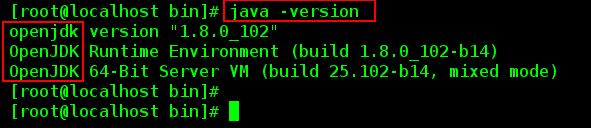 [root@localhost bin]# java -version
openjdk version "1.8.0_102"
OpenJDK Runtime Environment (build 1.8.0_102-b14)
OpenJDK 64-Bit Server VM (build 25.102-b14, mixed mode)
[root@localhost bin]#
[root@localhost bin]#